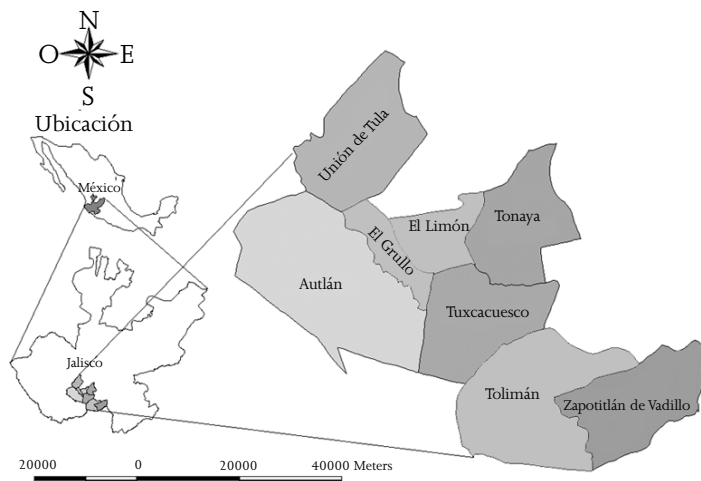 N
O E
S
Ubicación
México
Jalisco
Unión de Tula
Tonaya
El Limón
El Grullo
Autlán
Tuxcacuesco
Tolimán
Zapotitlán de Vadillo
20000 0 20000 40000 Meters